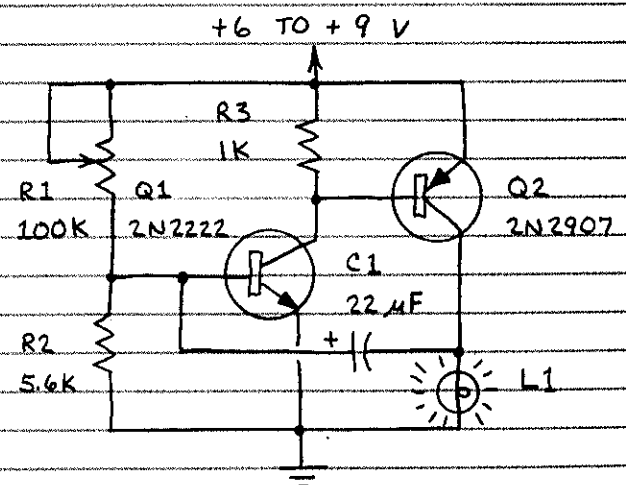 +6 TO +9 V
R3
1K
R1
100K
Q1
2N2222
Q2
2N2907
C1
22 µF
+
R2
5.6K
L1